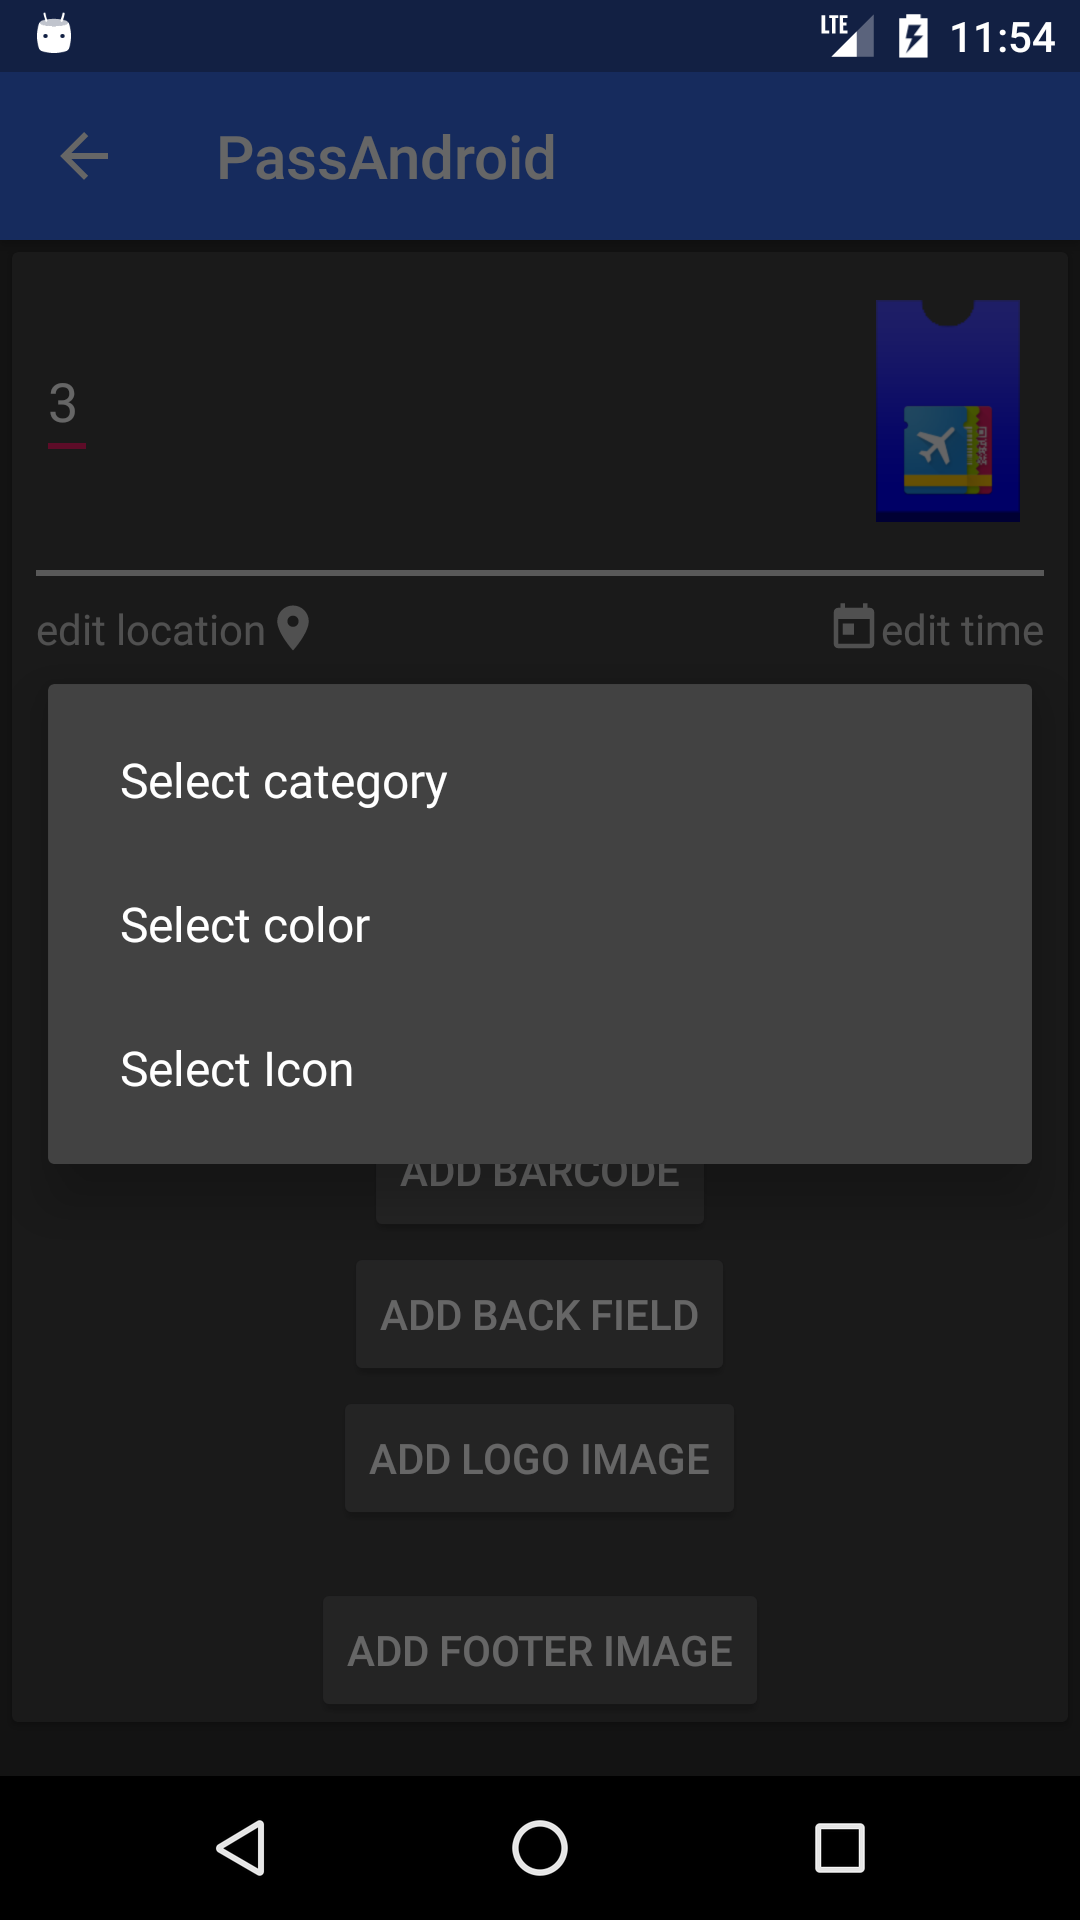 LTE 11:54
PassAndroid
3
edit location edit time
Select category
Select color
Select Icon
ADD BARCODE
ADD BACK FIELD
ADD LOGO IMAGE
ADD FOOTER IMAGE